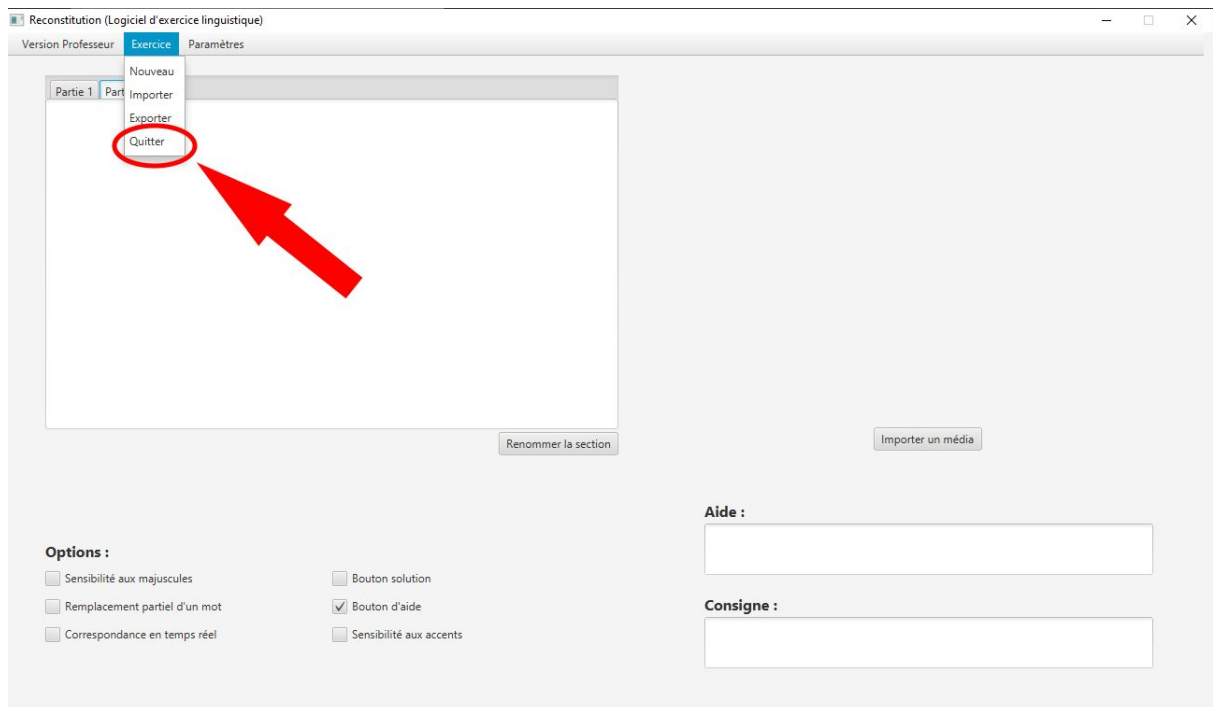 Reconstitution (Logiciel d'exercice linguistique)
Version Professeur Exercice Paramètres
Nouveau
Partie 1 Part
Importer
Exporter
Quitter
Renommer la section
Importer un média
Aide :
Options :
Sensibilité aux majuscules Bouton solution
Remplacement partiel d'un mot Bouton d'aide
Consigne :
Correspondance en temps réel Sensibilité aux accents